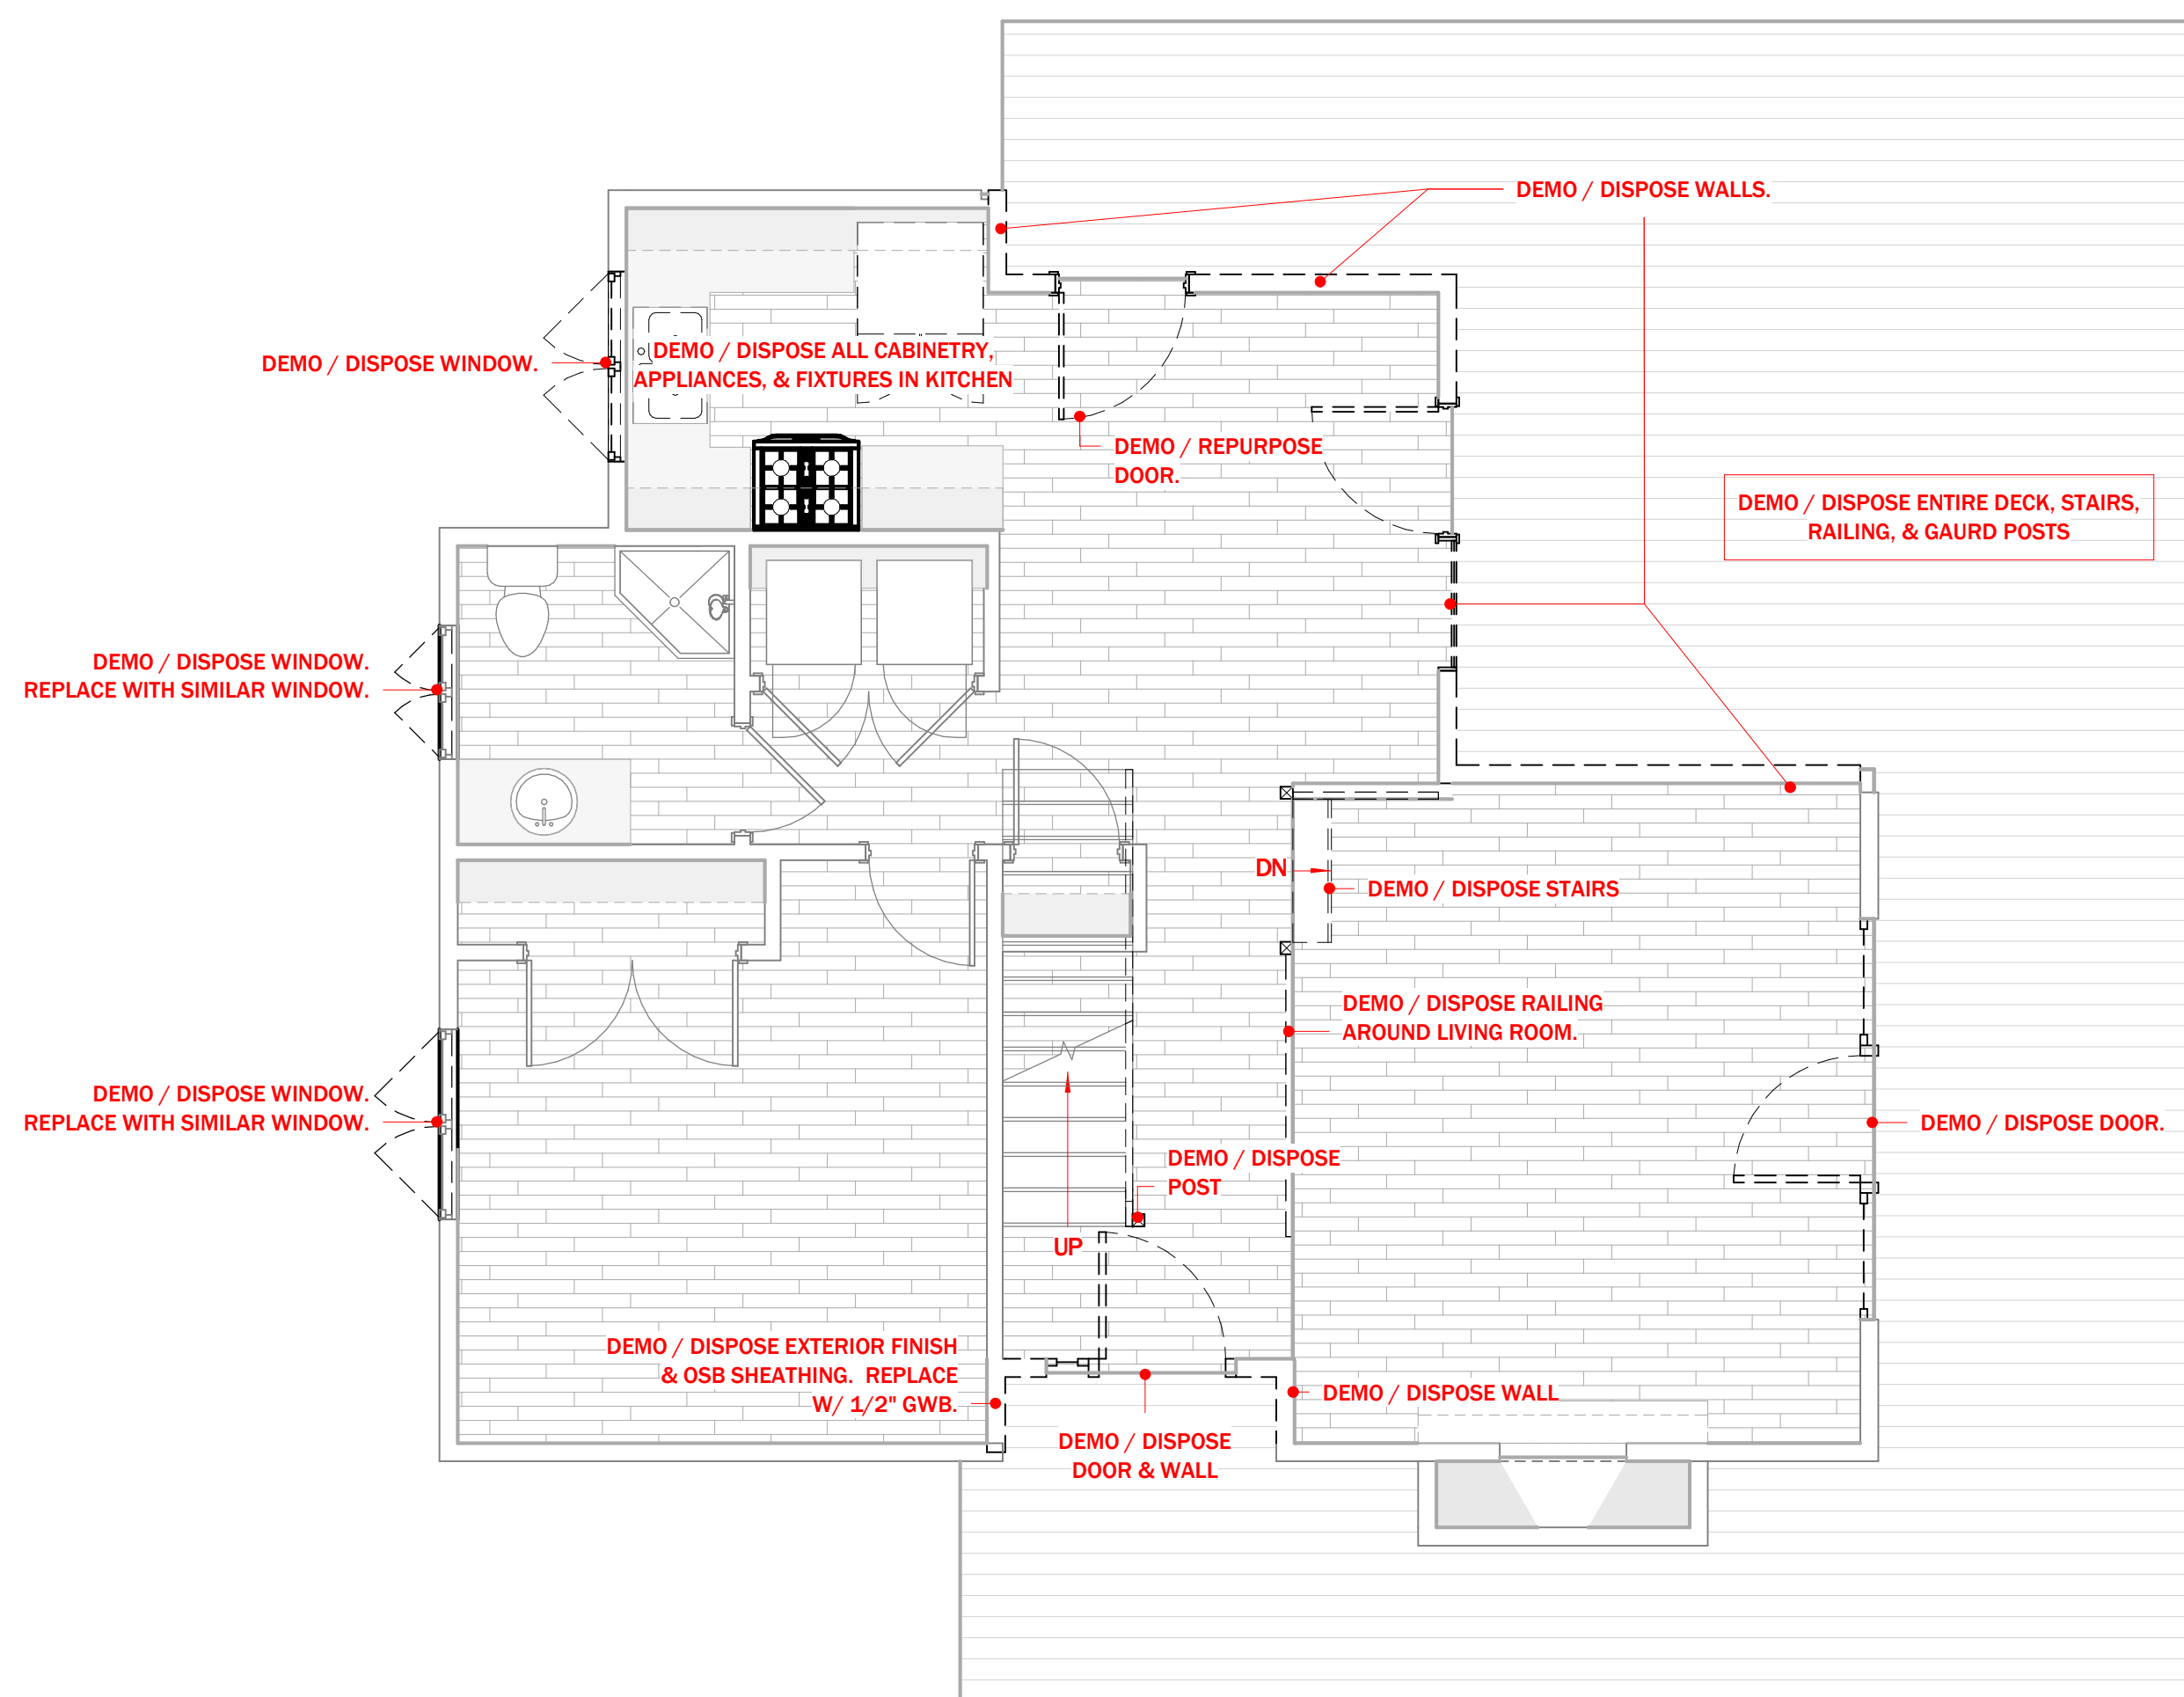 DEMO / DISPOSE WALLS.
DEMO / DISPOSE WINDOW.
DEMO / DISPOSE ALL CABINETRY,
APPLIANCES, & FIXTURES IN KITCHEN
DEMO / REPURPOSE
DOOR.
DEMO / DISPOSE ENTIRE DECK, STAIRS,
RAILING, & GAURD POSTS
DEMO / DISPOSE WINDOW.
REPLACE WITH SIMILAR WINDOW.
DN
DEMO / DISPOSE STAIRS
DEMO / DISPOSE RAILING
AROUND LIVING ROOM.
DEMO / DISPOSE WINDOW.
REPLACE WITH SIMILAR WINDOW.
DEMO / DISPOSE DOOR.
DEMO / DISPOSE
POST
UP
DEMO / DISPOSE EXTERIOR FINISH
& OSB SHEATHING.  REPLACE
W/ 1/2" GWB.
DEMO / DISPOSE WALL
DEMO / DISPOSE
DOOR & WALL